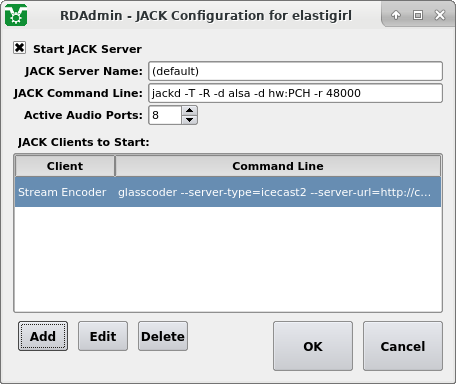 RDAdmin - JACK Configuration for elastigirl
Start JACK Server
JACK Server Name: (default)
JACK Command Line: jackd -T -R -d alsa -d hw:PCH -r 48000
Active Audio Ports: 8
JACK Clients to Start:
Client Command Line
Stream Encoder glasscoder --server-type=icecast2 --server-url=http://c...
Add Edit Delete OK Cancel